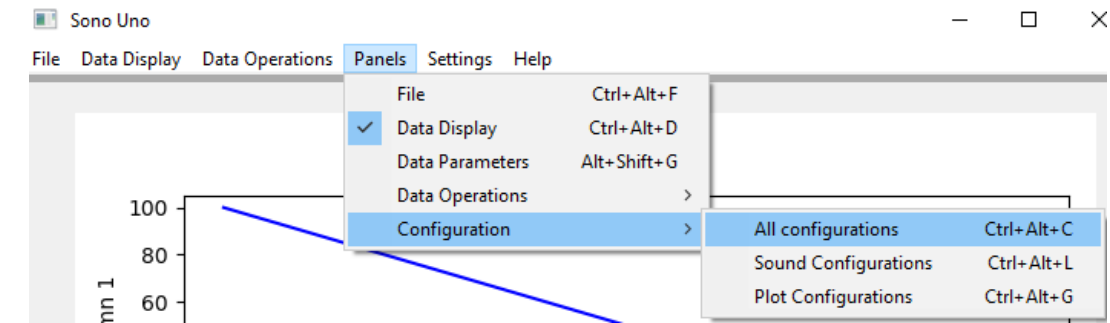 Sono Uno
File Data Display Data Operations Panels Settings Help
File Ctrl+Alt+F
Data Display Ctrl+Alt+D
Data Parameters Alt+Shift+G
Data Operations
Configuration
All configurations Ctrl+Alt+C
Sound Configurations Ctrl+Alt+L
Plot Configurations Ctrl+Alt+G
100
80
60
mn 1